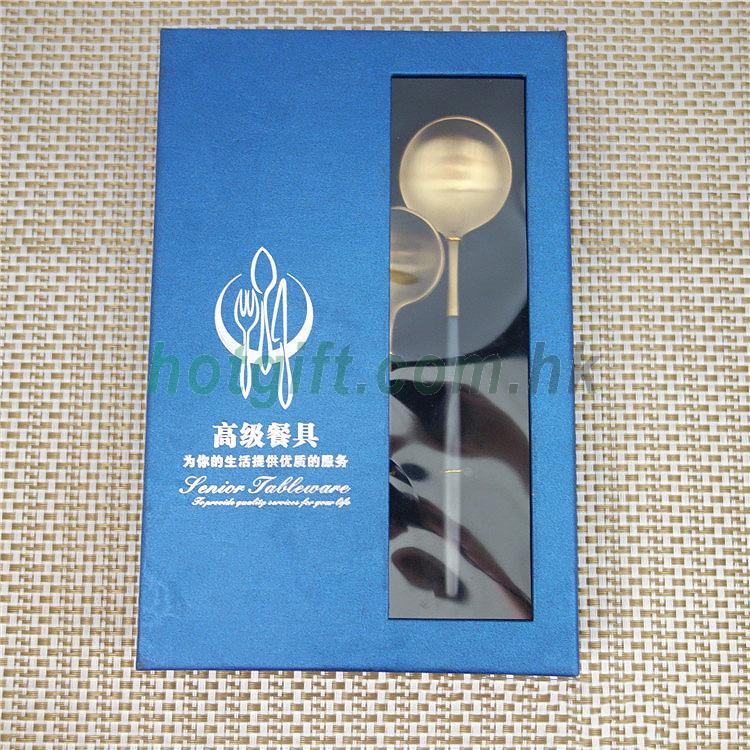 hotgift.com.hk
高级餐具
为你的生活提供优质的服务
Senior Tableware
To provide quality services for your life